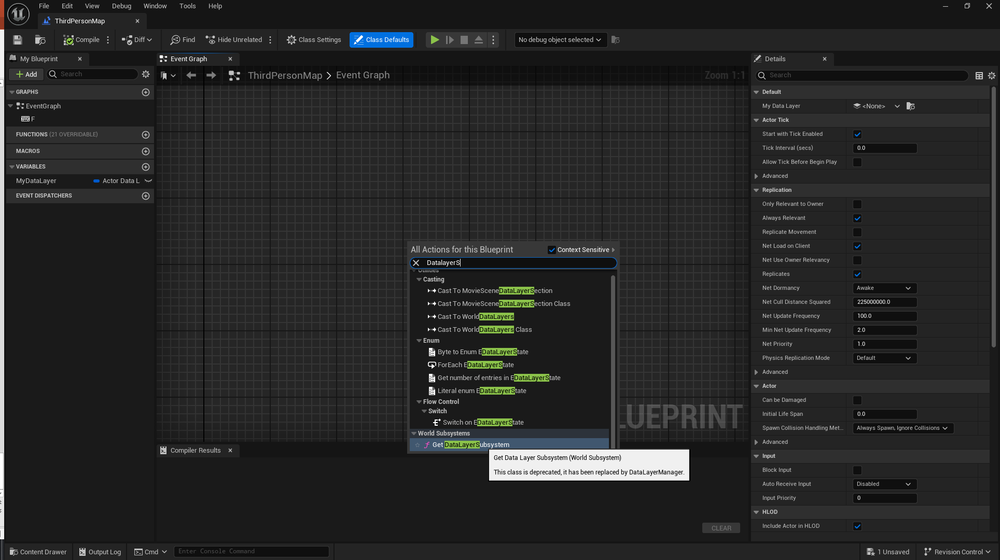 File Edit View Debug Window Tools Help
ThirdPersonMap
Compile Diff Find Hide Unrelated Class Settings Class Defaults No debug object selected
My Blueprint
Add Search
GRAPHS
EventGraph
F
FUNCTIONS (21 OVERRIDABLE)
MACROS
VARIABLES
MyDataLayer Actor Data L
EVENT DISPATCHERS
Event Graph
ThirdPersonMap > Event Graph Zoom 1:1
All Actions for this Blueprint Context Sensitive
DatalayerS
Utilities
Casting
Cast To MovieSceneDataLayerSection
Cast To MovieSceneDataLayerSection Class
Cast To WorldDataLayers
Cast To WorldDataLayers Class
Enum
Byte to Enum EDataLayerState
ForEach EDataLayerState
Get number of entries in EDataLayerState
Literal enum EDataLayerState
Flow Control
Switch
Switch on EDataLayerState
World Subsystems
Get DataLayerSubsystem
Get Data Layer Subsystem (World Subsystem)
This class is deprecated, it has been replaced by DataLayerManager.
LUEPRINT
Compiler Results
CLEAR
Details
Search
Default
My Data Layer <None>
Actor Tick
Start with Tick Enabled
Tick Interval (secs) 0.0
Allow Tick Before Begin Play
Advanced
Replication
Only Relevant to Owner
Always Relevant
Replicate Movement
Net Load on Client
Net Use Owner Relevancy
Replicates
Net Dormancy Awake
Net Cull Distance Squared 225000000.0
Net Update Frequency 100.0
Min Net Update Frequency 2.0
Net Priority 1.0
Physics Replication Mode Default
Advanced
Actor
Can be Damaged
Initial Life Span 0.0
Spawn Collision Handling Met... Always Spawn, Ignore Collisions
Advanced
Input
Block Input
Auto Receive Input Disabled
Input Priority 0
HLOD
Include Actor in HLOD
Content Drawer Output Log Cmd Enter Console Command 1 Unsaved Revision Control